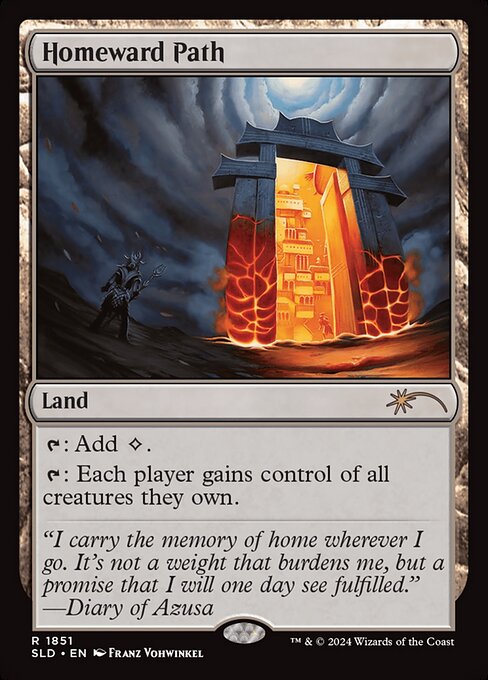 Homeward Path
Land
: Add .
: Each player gains control of all
creatures they own.
“I carry the memory of home wherever I
go. It’s not a weight that burdens me, but a
promise that I will one day see fulfilled.”
—Diary of Azusa
R 1851
SLD • EN Franz Vohwinkel
™ & © 2024 Wizards of the Coast